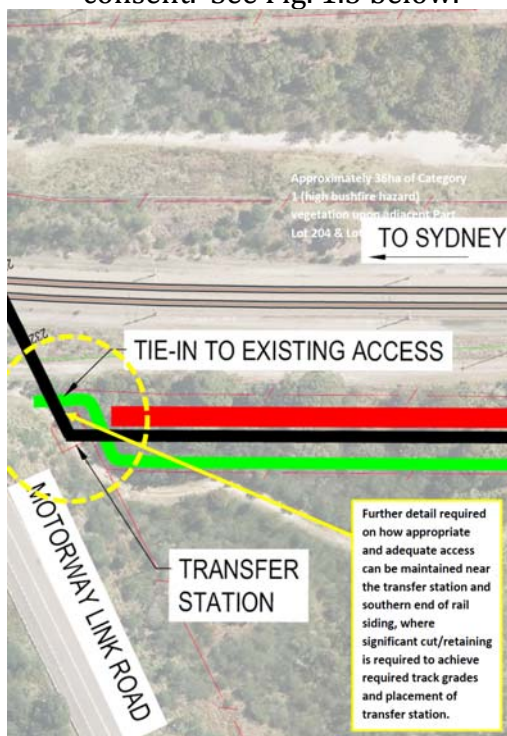 consent. See Fig. 1.3 below.
Approximately 36ha of Category
1 (high bushfire hazard)
vegetation upon adjacent Part
Lot 204 & Lot
TO SYDNEY
TIE-IN TO EXISTING ACCESS
MOTORWAY LINK ROAD
TRANSFER
STATION
Further detail required
on how appropriate
and adequate access
can be maintained near
the transfer station and
southern end of rail
siding, where
significant cut/retaining
is required to achieve
required track grades
and placement of
transfer station.